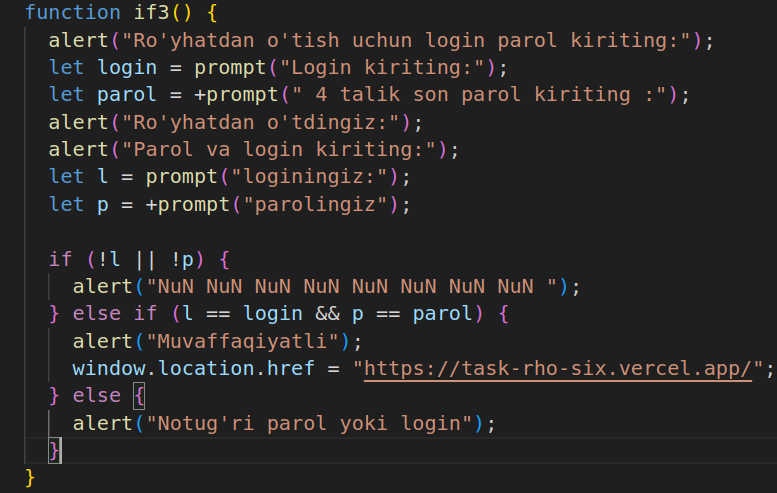 function if3() {
  alert("Ro'yhatdan o'tish uchun login parol kiriting:");
  let login = prompt("Login kiriting:");
  let parol = +prompt(" 4 talik son parol kiriting :");
  alert("Ro'yhatdan o'tdingiz:");
  alert("Parol va login kiriting:");
  let l = prompt("loginingiz:");
  let p = +prompt("parolingiz");

  if (!l || !p) {
    alert("NuN NuN NuN NuN NuN NuN NuN NuN ");
  } else if (l == login && p == parol) {
    alert("Muvaffaqiyatli");
    window.location.href = "https://task-rho-six.vercel.app/";
  } else {
    alert("Notug'ri parol yoki login");
  }
}